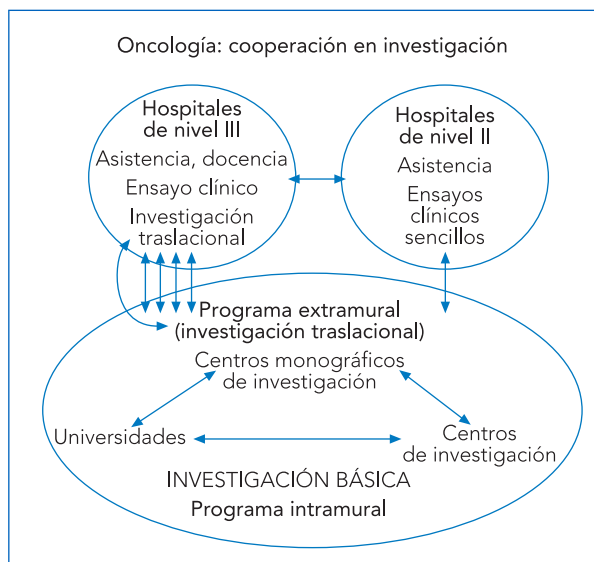 Oncología: cooperación en investigación
Hospitales
de nivel III
Asistencia, docencia
Ensayo clínico
Investigación
traslacional
Hospitales
de nivel II
Asistencia
Ensayos
clínicos
sencillos
Programa extramural
(investigación traslacional)
Centros monográficos
de investigación
Universidades
Centros
de investigación
INVESTIGACIÓN BÁSICA
Programa intramural